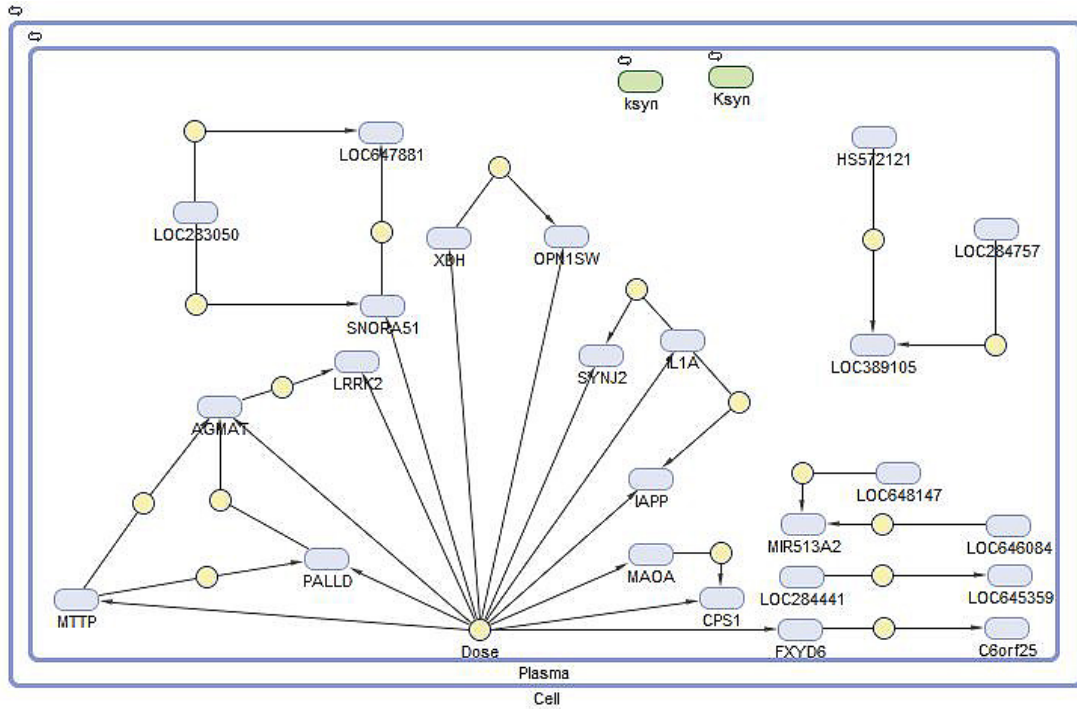 ksyn
Ksyn
LOC647881
HS572121
LOC283050
XDH
OPN1SW
LOC284757
SNORA51
LRRK2
SYNJ2
IL1A
LOC389105
AGMAT
IAPP
LOC648147
MIR513A2
LOC646084
PALLD
MAOA
MTTP
CPS1
LOC284441
LOC645359
Dose
FXYD6
C6orf25
Plasma
Cell